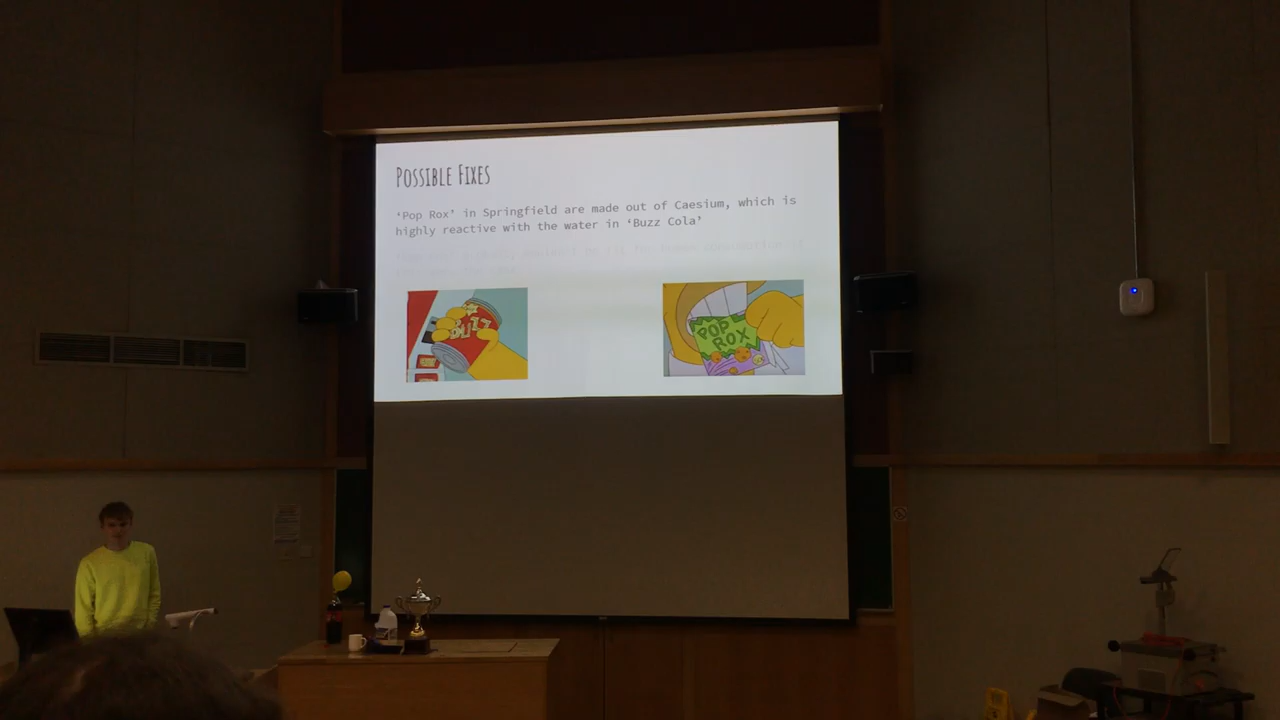 POSSIBLE FIXES
‘Pop Rox’ in Springfield are made out of Caesium, which is
highly reactive with the water in ‘Buzz Cola’
BUZZ
POP
ROX